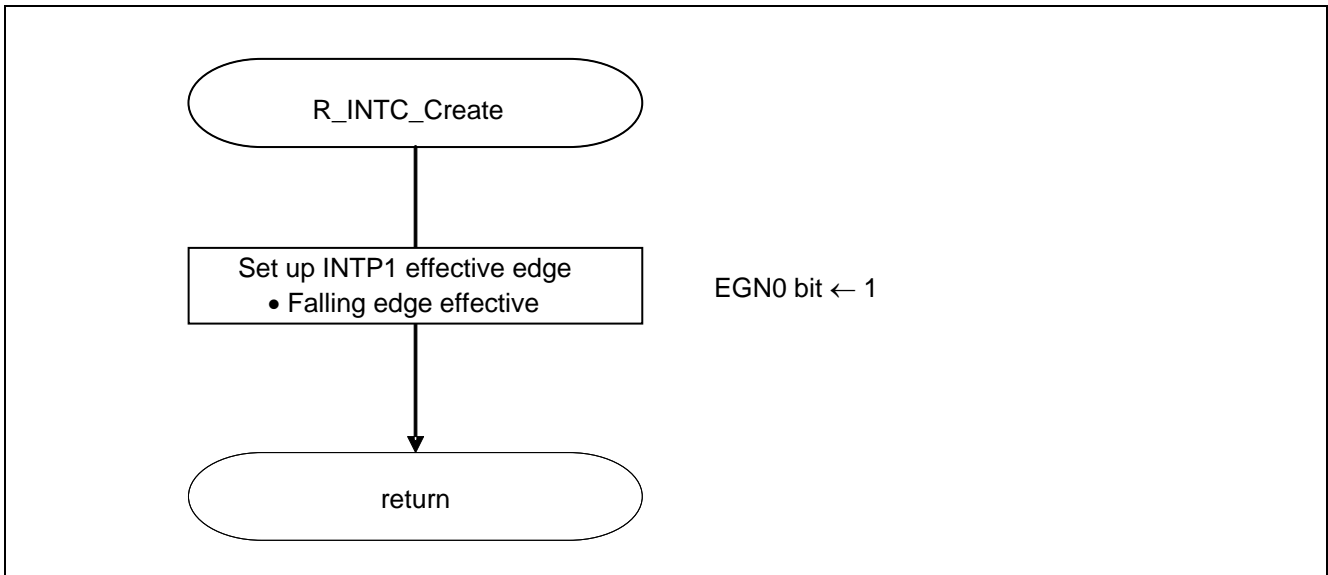 R_INTC_Create
Set up INTP1 effective edge
• Falling edge effective
EGN0 bit ← 1
return